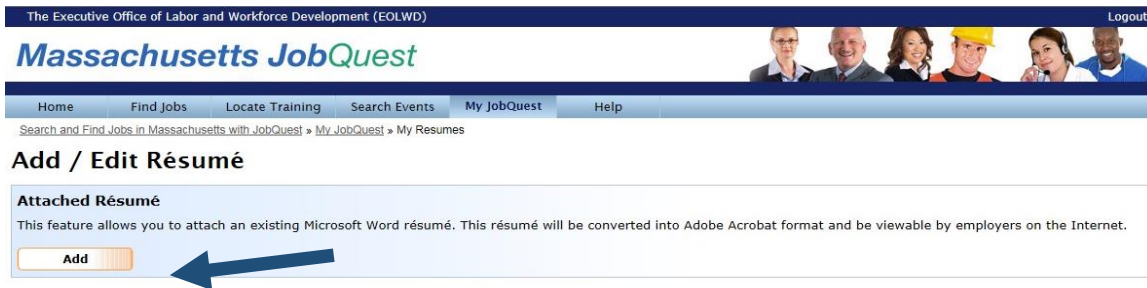 The Executive Office of Labor and Workforce Development (EOLWD) Logout
Massachusetts JobQuest
Home Find Jobs Locate Training Search Events My JobQuest Help
Search and Find Jobs in Massachusetts with JobQuest » My JobQuest » My Resumes
Add / Edit Résumé
Attached Résumé
This feature allows you to attach an existing Microsoft Word résumé. This résumé will be converted into Adobe Acrobat format and be viewable by employers on the Internet.
Add